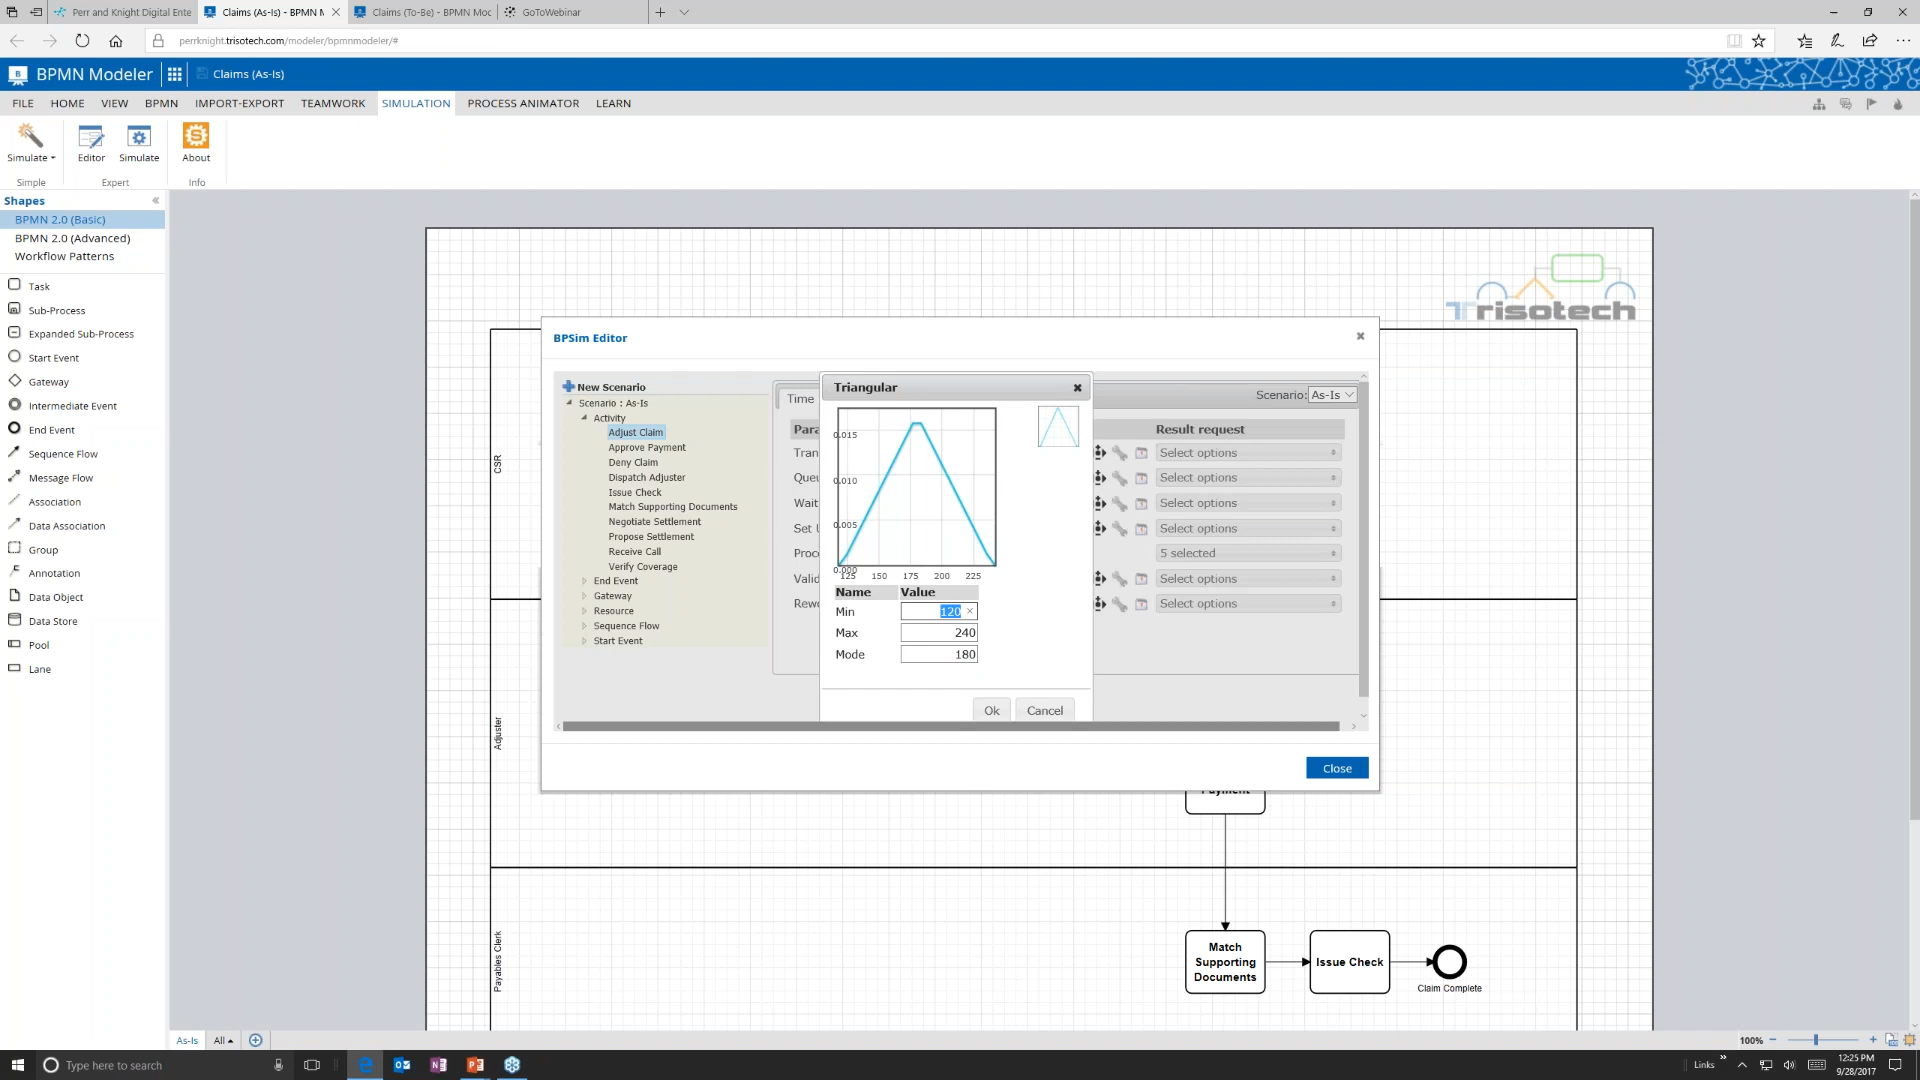 Perr and Knight Digital Ente
Claims (As-Is) - BPMN M
Claims (To-Be) - BPMN Moc
GoToWebinar
perrknight.trisotech.com/modeler/bpmnmodeler/#
BPMN Modeler
Claims (As-Is)
FILE HOME VIEW BPMN IMPORT-EXPORT TEAMWORK SIMULATION PROCESS ANIMATOR LEARN
Simulate Editor Simulate About
Simple Expert Info
Shapes
BPMN 2.0 (Basic)
BPMN 2.0 (Advanced)
Workflow Patterns
Task
Sub-Process
Expanded Sub-Process
Start Event
Gateway
Intermediate Event
End Event
Sequence Flow
Message Flow
Association
Data Association
Group
Annotation
Data Object
Data Store
Pool
Lane
Trisotech
CSR
Adjuster
Payables Clerk
BPSim Editor
New Scenario
Scenario : As-Is
Activity
Adjust Claim
Approve Payment
Deny Claim
Dispatch Adjuster
Issue Check
Match Supporting Documents
Negotiate Settlement
Propose Settlement
Receive Call
Verify Coverage
End Event
Gateway
Resource
Sequence Flow
Start Event
Time
Scenario: As-Is
Para
Result request
Tran
Select options
Queu
Select options
Wait
Select options
Set U
Select options
Proce
5 selected
Valid
Select options
Rewo
Select options
Triangular
0.015
0.010
0.005
0.000
125 150 175 200 225
Name Value
Min 120
Max 240
Mode 180
Ok Cancel
Close
Payment
Match
Supporting
Documents
Issue Check
Claim Complete
As-Is All
100%
Type here to search
Links
12:25 PM
9/28/2017